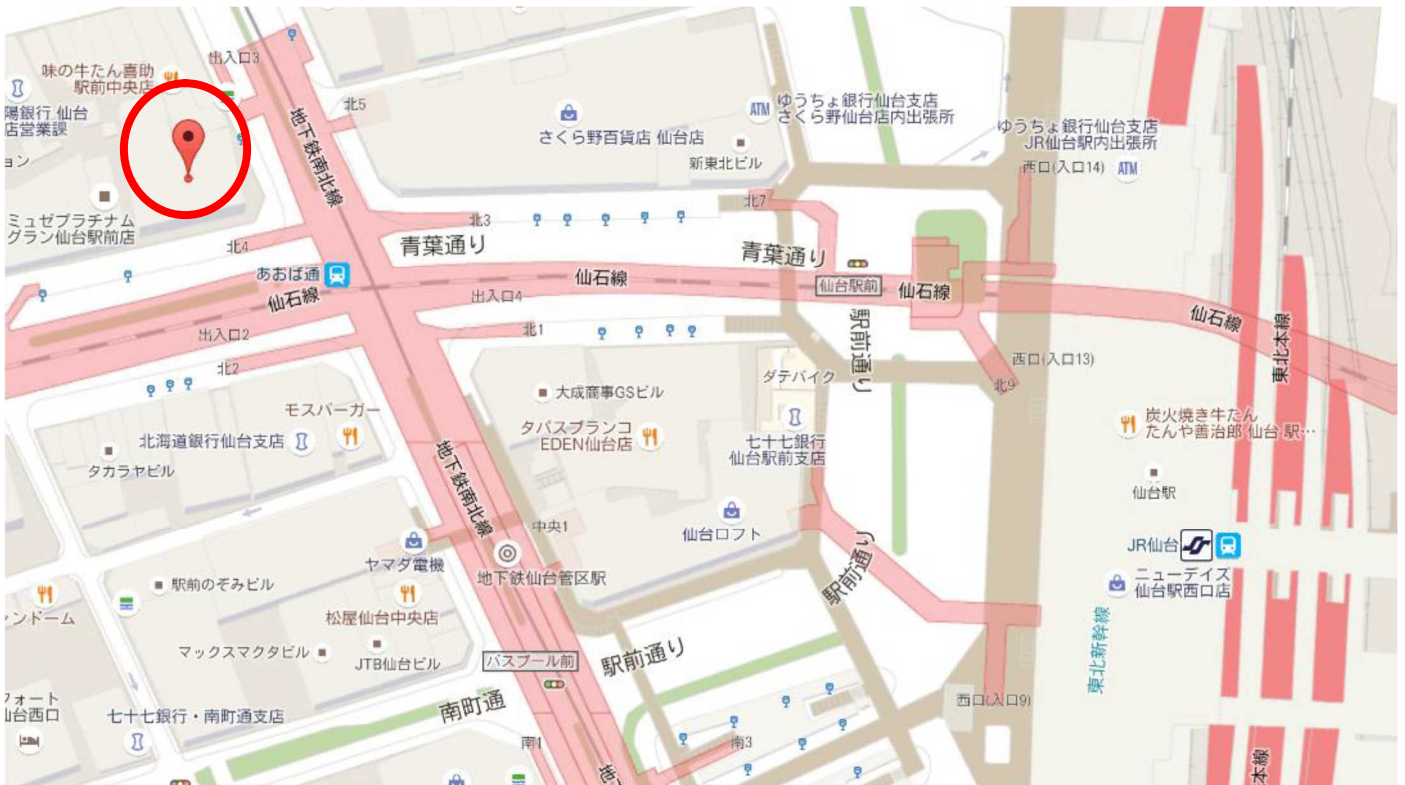 出入口3
味の牛たん喜助
駅前中央店
陽銀行 仙台
店営業課
ョン
地下鉄南北線
北5
さくら野百貨店 仙台店
ATM
ゆうちょ銀行仙台支店
さくら野仙台店内出張所
新東北ビル
ゆうちょ銀行仙台支店
JR仙台駅内出張所
西口(入口14)
ATM
ミュゼプラチナム
グラン仙台駅前店
北4
北3
青葉通り
北7
青葉通り
あおば通
仙石線
仙石線
出入口4
仙台駅前
仙石線
仙石線
出入口2
北1
北2
駅前通り
東北本線
西口(入口13)
北9
ダテバイク
大成商事GSビル
モスバーガー
北海道銀行仙台支店
タパスブランコ
EDEN仙台店
七十七銀行
仙台駅前支店
炭火焼き牛たん
たんや善治郎 仙台 駅…
タカラヤビル
地下鉄南北線
仙台駅
中央1
仙台ロフト
ヤマダ電機
地下鉄仙台管区駅
駅前通り
JR仙台
ニューデイズ
仙台駅西口店
駅前のぞみビル
ンドーム
松屋仙台中央店
マックスマクタビル
JTB仙台ビル
バスプール前
駅前通り
東北新幹線
フォート
山台西口
七十七銀行・南町通支店
南町通
西口(入口9)
南1
南3
地
本線